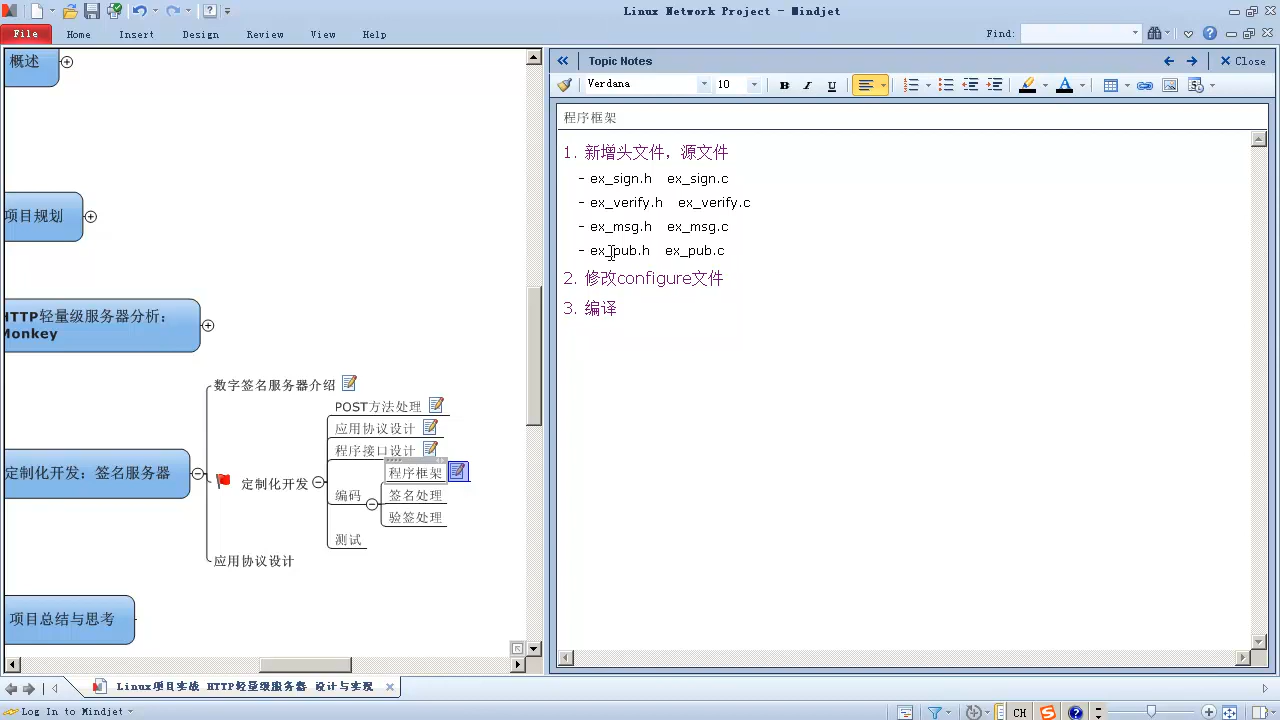 Linux Network Project - Mindjet
File Home Insert Design Review View Help Find:
概述
项目规划
HTTP轻量级服务器分析：
Monkey
数字签名服务器介绍
POST方法处理
应用协议设计
程序接口设计
程序框架
定制化开发：签名服务器
定制化开发
编码
签名处理
验签处理
测试
应用协议设计
项目总结与思考
Topic Notes
Close
Verdana 10 B I U A
程序框架
1. 新增头文件，源文件
- ex_sign.h ex_sign.c
- ex_verify.h ex_verify.c
- ex_msg.h ex_msg.c
- ex_pub.h ex_pub.c
2. 修改configure文件
3. 编译
Linux项目实战 HTTP轻量级服务器 设计与实现
Log In to Mindjet
CH